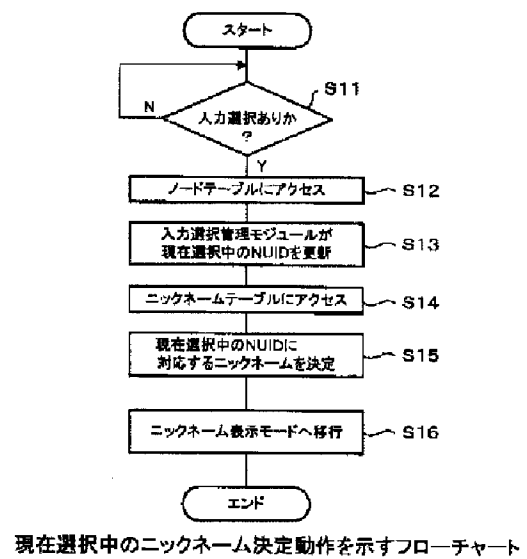 スタート
S11
N
入力選択ありか
?
Y
ノードテーブルにアクセス
S12
入力選択管理モジュールが
現在選択中のNUIDを更新
S13
ニックネームテーブルにアクセス
S14
現在選択中のNUIDに
対応するニックネームを決定
S15
ニックネーム表示モードへ移行
S16
エンド
現在選択中のニックネーム決定動作を示すフローチャート